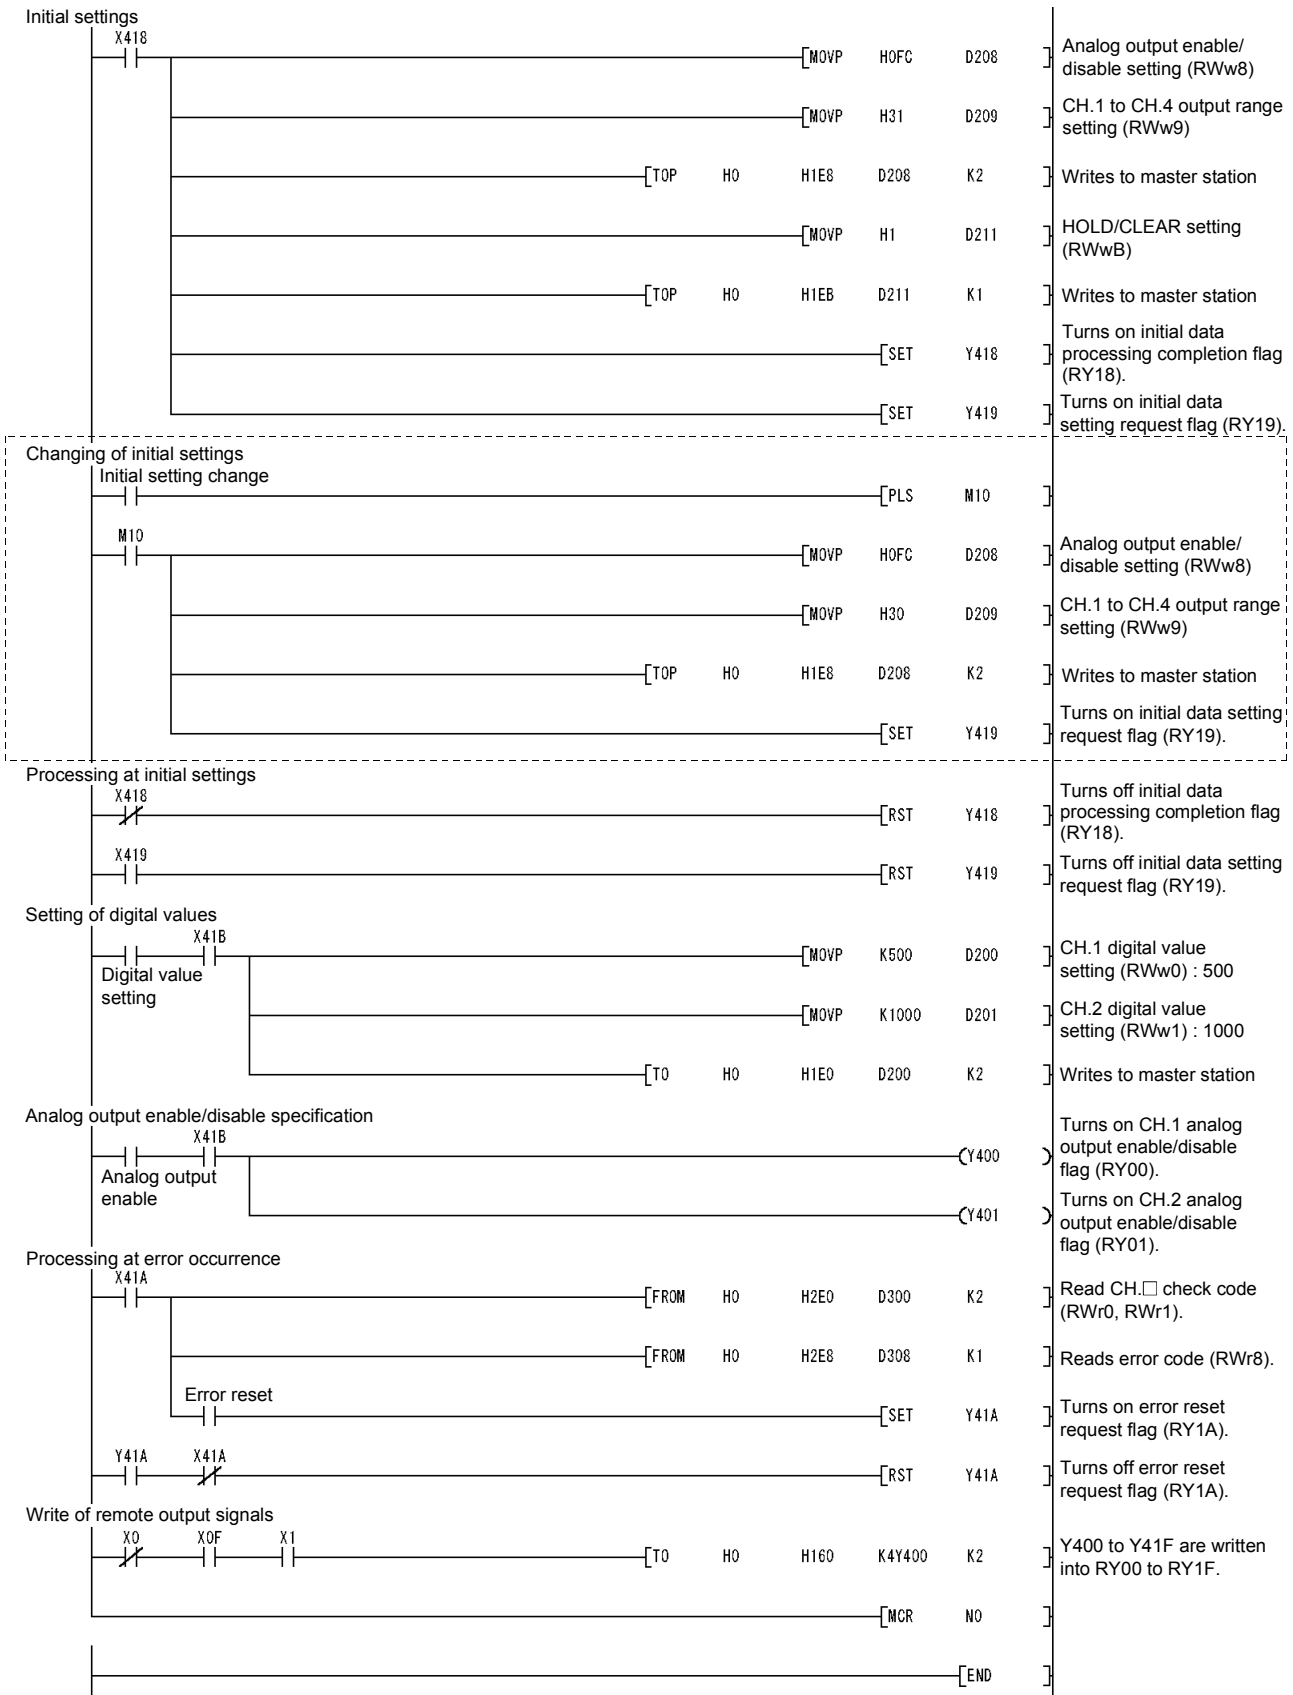 Initial settings
X418
MOVP H0FC D208
Analog output enable/
disable setting (RWw8)
MOVP H31 D209
CH.1 to CH.4 output range
setting (RWw9)
TOP H0 H1E8 D208 K2
Writes to master station
MOVP H1 D211
HOLD/CLEAR setting
(RWwB)
TOP H0 H1EB D211 K1
Writes to master station
SET Y418
Turns on initial data
processing completion flag
(RY18).
SET Y419
Turns on initial data
setting request flag (RY19).
Changing of initial settings
Initial setting change
PLS M10
M10
MOVP H0FC D208
Analog output enable/
disable setting (RWw8)
MOVP H30 D209
CH.1 to CH.4 output range
setting (RWw9)
TOP H0 H1E8 D208 K2
Writes to master station
SET Y419
Turns on initial data setting
request flag (RY19).
Processing at initial settings
X418
RST Y418
Turns off initial data
processing completion flag
(RY18).
X419
RST Y419
Turns off initial data setting
request flag (RY19).
Setting of digital values
X41B
Digital value
setting
MOVP K500 D200
CH.1 digital value
setting (RWw0) : 500
MOVP K1000 D201
CH.2 digital value
setting (RWw1) : 1000
TO H0 H1E0 D200 K2
Writes to master station
Analog output enable/disable specification
X41B
Analog output
enable
Y400
Turns on CH.1 analog
output enable/disable
flag (RY00).
Y401
Turns on CH.2 analog
output enable/disable
flag (RY01).
Processing at error occurrence
X41A
FROM H0 H2E0 D300 K2
Read CH.□ check code
(RWr0, RWr1).
FROM H0 H2E8 D308 K1
Reads error code (RWr8).
Error reset
SET Y41A
Turns on error reset
request flag (RY1A).
Y41A X41A
RST Y41A
Turns off error reset
request flag (RY1A).
Write of remote output signals
X0 X0F X1
TO H0 H160 K4Y400 K2
Y400 to Y41F are written
into RY00 to RY1F.
MCR N0
END